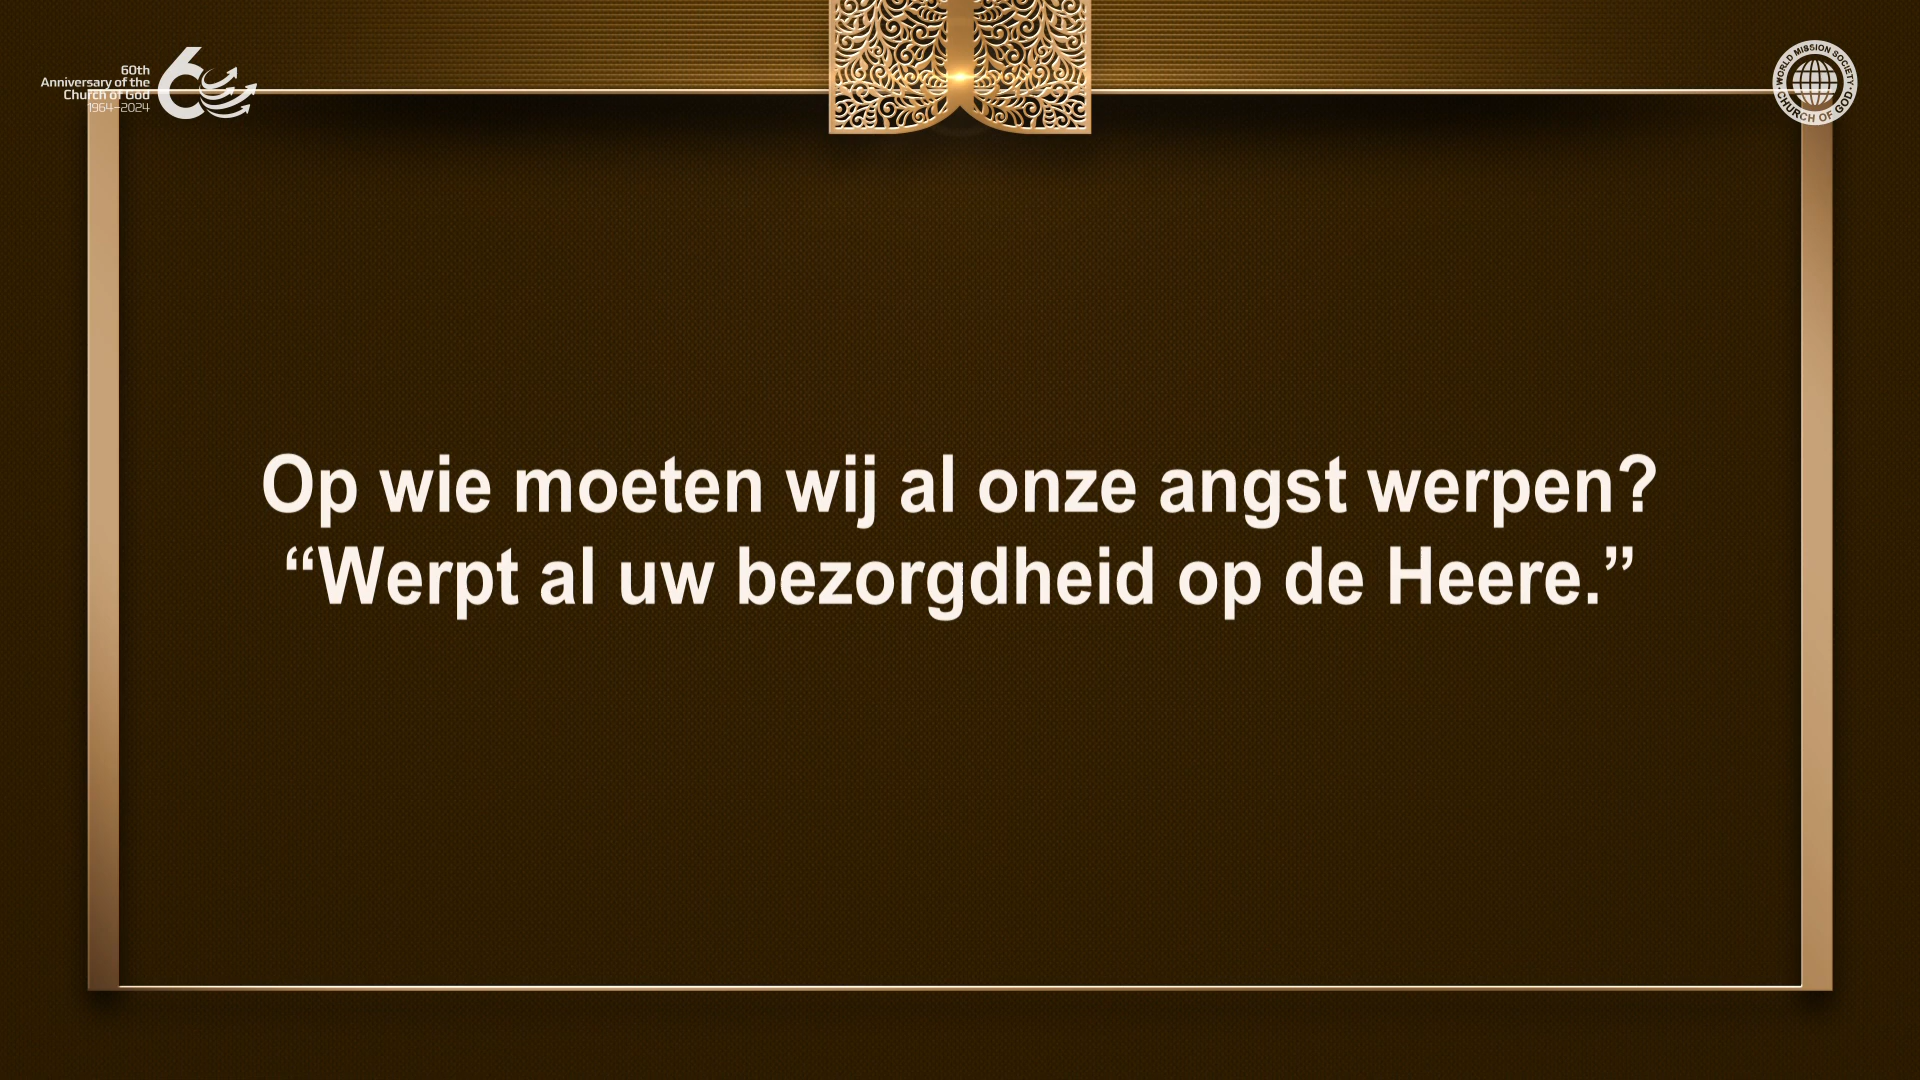 60th
Anniversary of the
Church of God
1964–2024
WORLD MISSION SOCIETY
CHURCH OF GOD
Op wie moeten wij al onze angst werpen?
“Werpt al uw bezorgdheid op de Heere.”